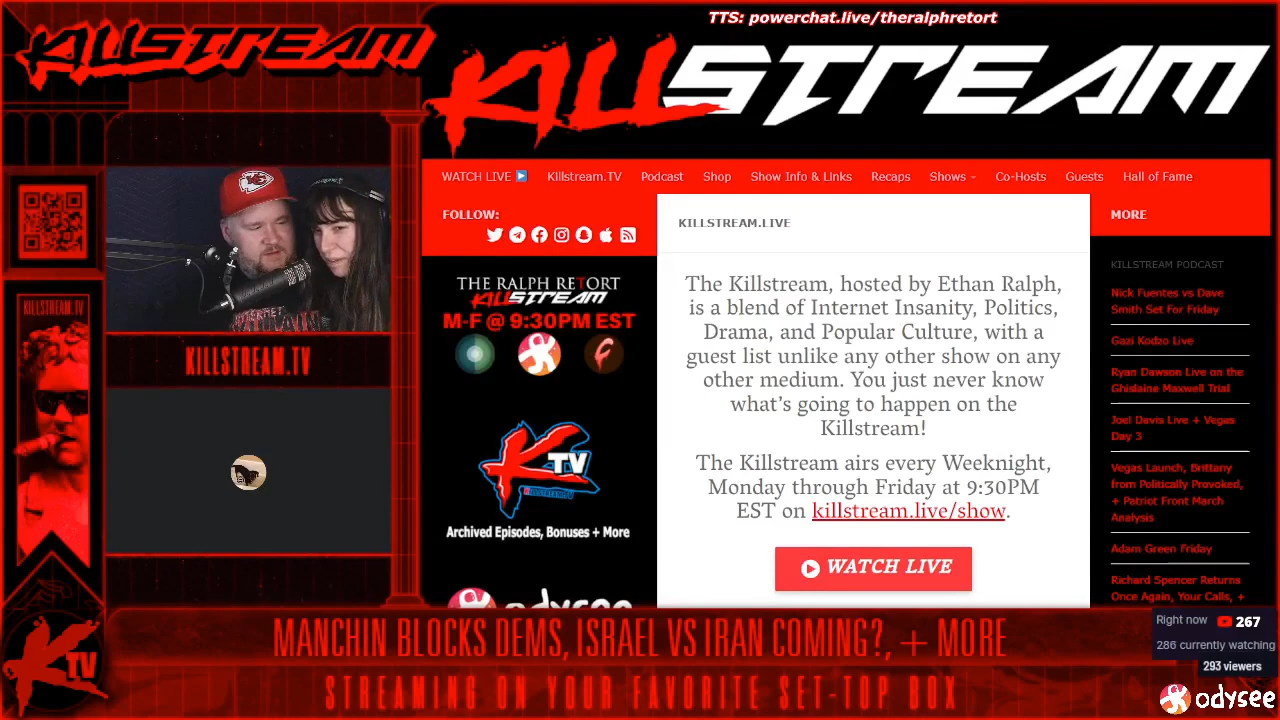 TTS: powerchat.live/theralphretort
KILLSTREAM
KILLSTREAM
WATCH LIVE
Killstream.TV
Podcast
Shop
Show Info & Links
Recaps
Shows
Co-Hosts
Guests
Hall of Fame
FOLLOW:
THE RALPH RETORT
KILLSTREAM
M-F @ 9:30PM EST
K TV
KILLSTREAM.TV
Archived Episodes, Bonuses + More
odysee
KILLSTREAM.LIVE
The Killstream, hosted by Ethan Ralph,
is a blend of Internet Insanity, Politics,
Drama, and Popular Culture, with a
guest list unlike any other show on any
other medium. You just never know
what's going to happen on the
Killstream!
The Killstream airs every Weeknight,
Monday through Friday at 9:30PM
EST on killstream.live/show.
WATCH LIVE
MORE
KILLSTREAM PODCAST
Nick Fuentes vs Dave
Smith Set For Friday
Gazi Kodzo Live
Ryan Dawson Live on the
Ghislaine Maxwell Trial
Joel Davis Live + Vegas
Day 3
Vegas Launch, Brittany
from Politically Provoked,
+ Patriot Front March
Analysis
Adam Green Friday
Richard Spencer Returns
Once Again, Your Calls, +
KILLSTREAM.TV
KILLSTREAM.TV
K TV
MANCHIN BLOCKS DEMS, ISRAEL VS IRAN COMING?, + MORE
STREAMING ON YOUR FAVORITE SET-TOP BOX
Right now 267
286 currently watching
293 viewers
odysee